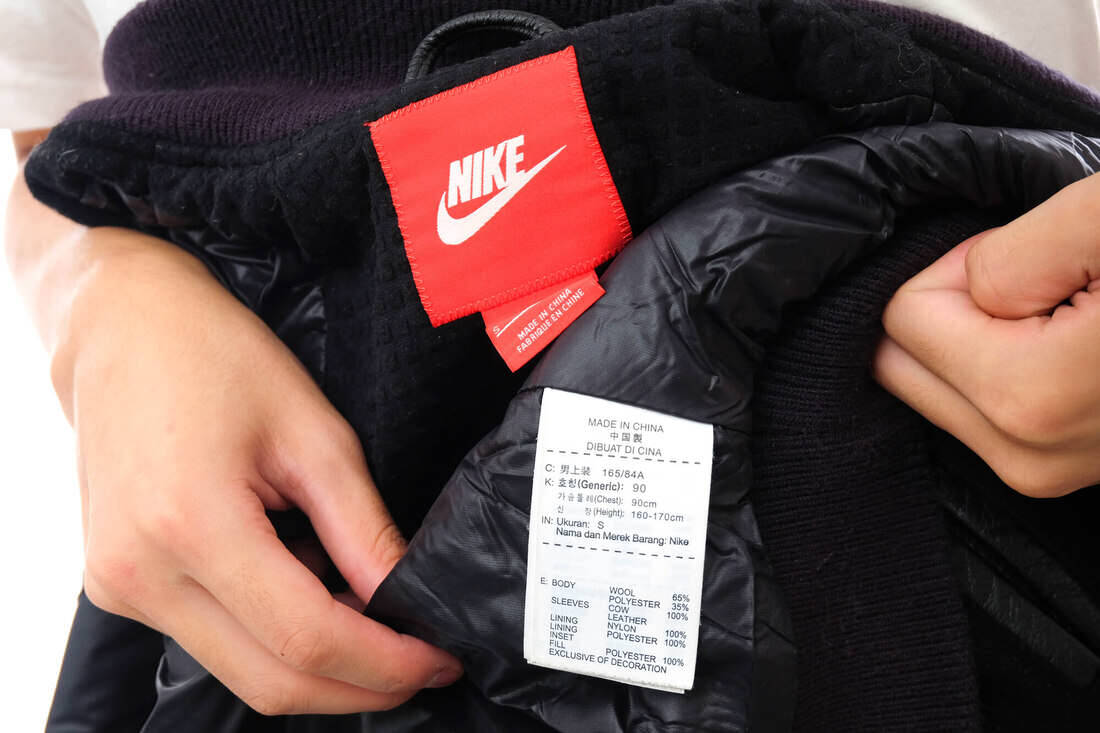 NIKE
S
MADE IN CHINA
FABRIQUÉ EN CHINE
MADE IN CHINA
中国製
DIBUAT DI CINA
C: 男上装 165/84A
K: 호칭(Generic): 90
가슴둘레(Chest): 90cm
신 장(Height): 160-170cm
IN: Ukuran: S
Nama dan Merek Barang: Nike
E: BODY
WOOL 65%
POLYESTER 35%
SLEEVES COW 100%
LEATHER
LINING NYLON 100%
LINING POLYESTER 100%
INSET
FILL POLYESTER 100%
EXCLUSIVE OF DECORATION